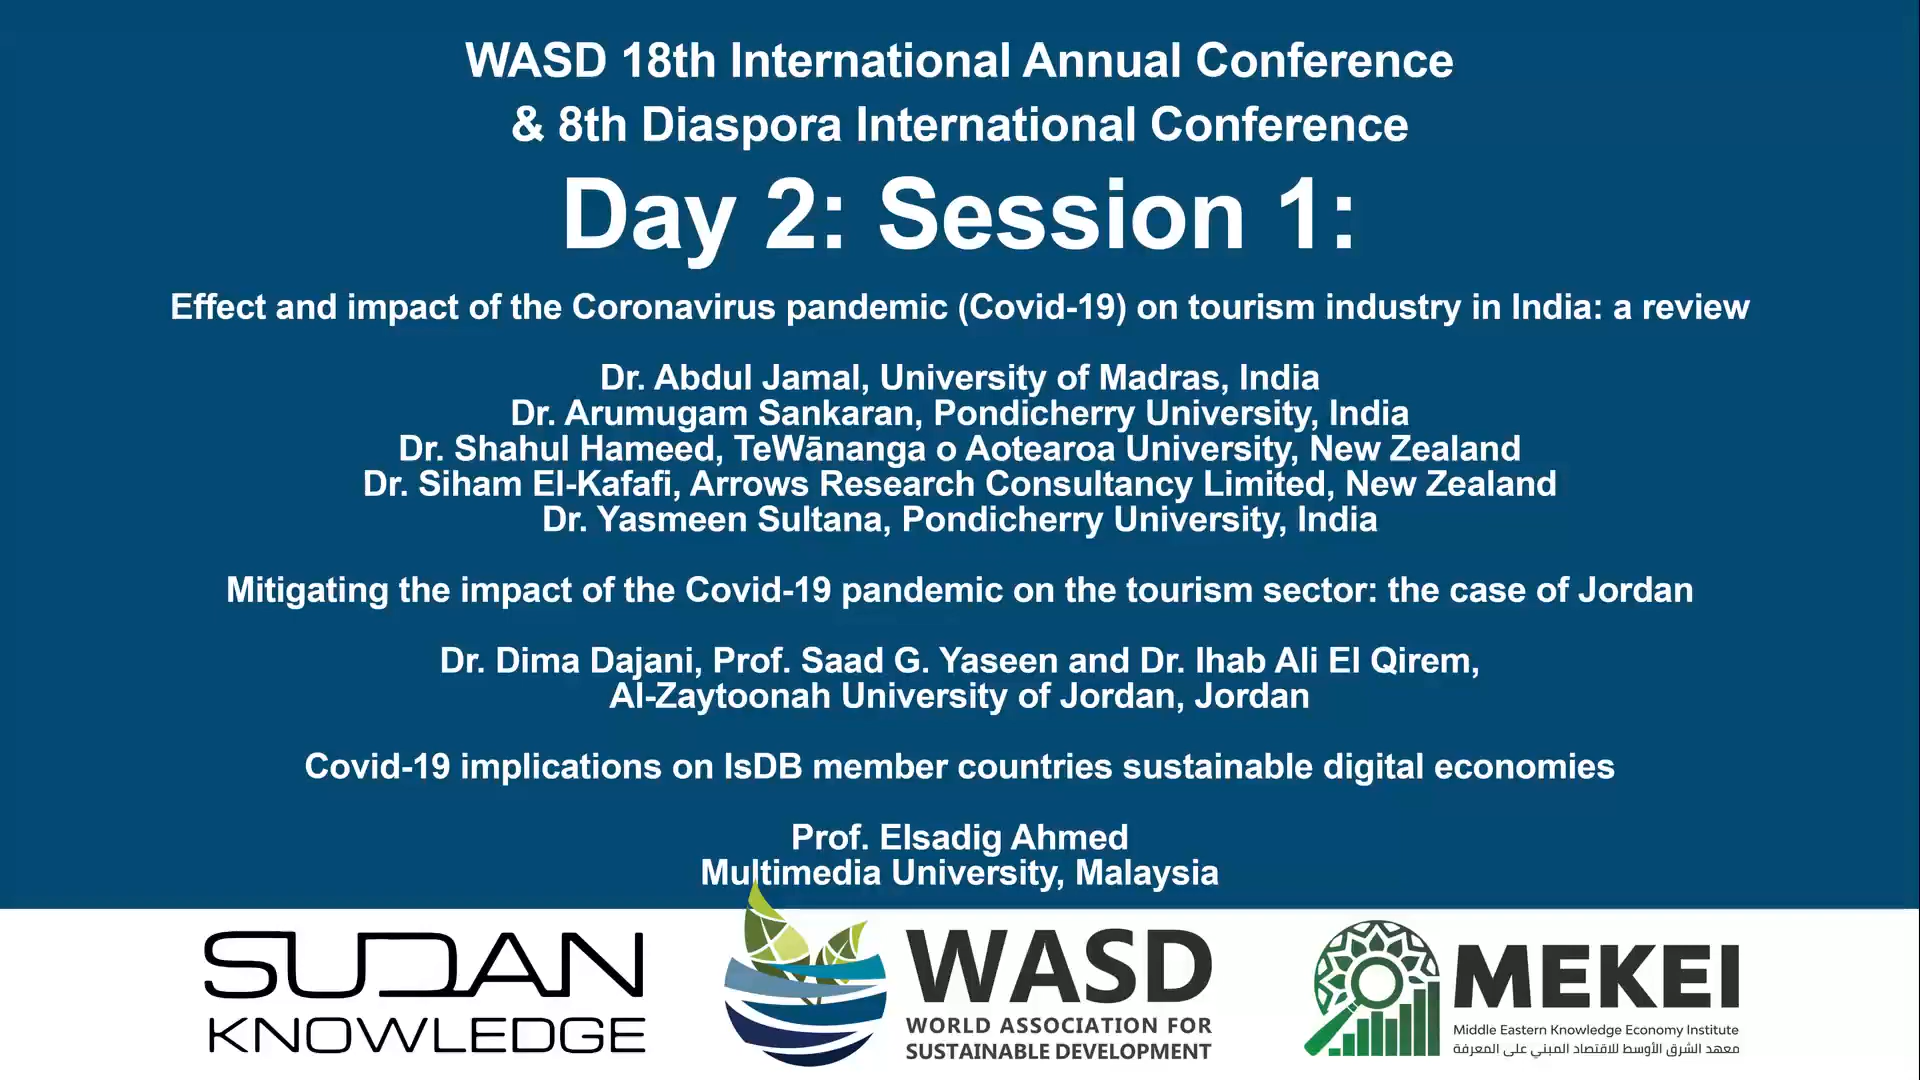 WASD 18th International Annual Conference
& 8th Diaspora International Conference
Day 2: Session 1:
Effect and impact of the Coronavirus pandemic (Covid-19) on tourism industry in India: a review
Dr. Abdul Jamal, University of Madras, India
Dr. Arumugam Sankaran, Pondicherry University, India
Dr. Shahul Hameed, TeWānanga o Aotearoa University, New Zealand
Dr. Siham El-Kafafi, Arrows Research Consultancy Limited, New Zealand
Dr. Yasmeen Sultana, Pondicherry University, India
Mitigating the impact of the Covid-19 pandemic on the tourism sector: the case of Jordan
Dr. Dima Dajani, Prof. Saad G. Yaseen and Dr. Ihab Ali El Qirem,
Al-Zaytoonah University of Jordan, Jordan
Covid-19 implications on IsDB member countries sustainable digital economies
Prof. Elsadig Ahmed
Multimedia University, Malaysia
SUDAN
KNOWLEDGE
WASD
WORLD ASSOCIATION FOR
SUSTAINABLE DEVELOPMENT
MEKEI
Middle Eastern Knowledge Economy Institute
معهد الشرق الأوسط للاقتصاد المبني على المعرفة